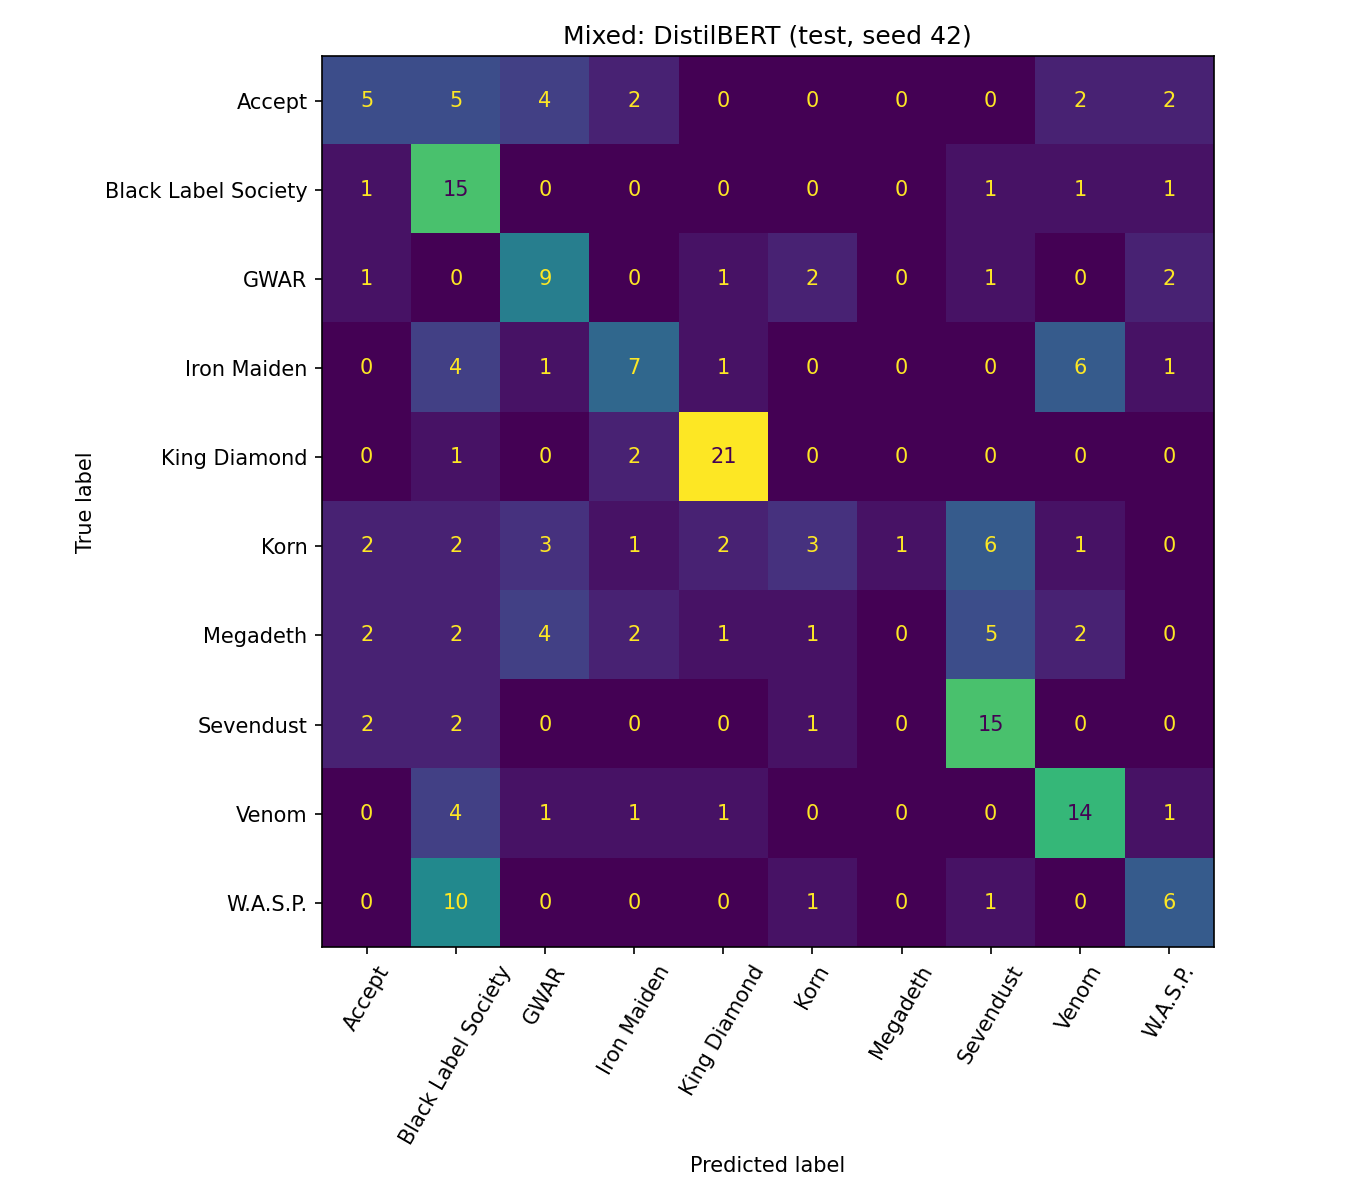 Mixed: DistilBERT (test, seed 42)
Accept 5 5 4 2 0 0 0 0 2 2
Black Label Society 1 15 0 0 0 0 0 1 1 1
GWAR 1 0 9 0 1 2 0 1 0 2
Iron Maiden 0 4 1 7 1 0 0 0 6 1
King Diamond 0 1 0 2 21 0 0 0 0 0
Korn 2 2 3 1 2 3 1 6 1 0
Megadeth 2 2 4 2 1 1 0 5 2 0
Sevendust 2 2 0 0 0 1 0 15 0 0
Venom 0 4 1 1 1 0 0 0 14 1
W.A.S.P. 0 10 0 0 0 1 0 1 0 6
True label
Accept Black Label Society GWAR Iron Maiden King Diamond Korn Megadeth Sevendust Venom W.A.S.P.
Predicted label